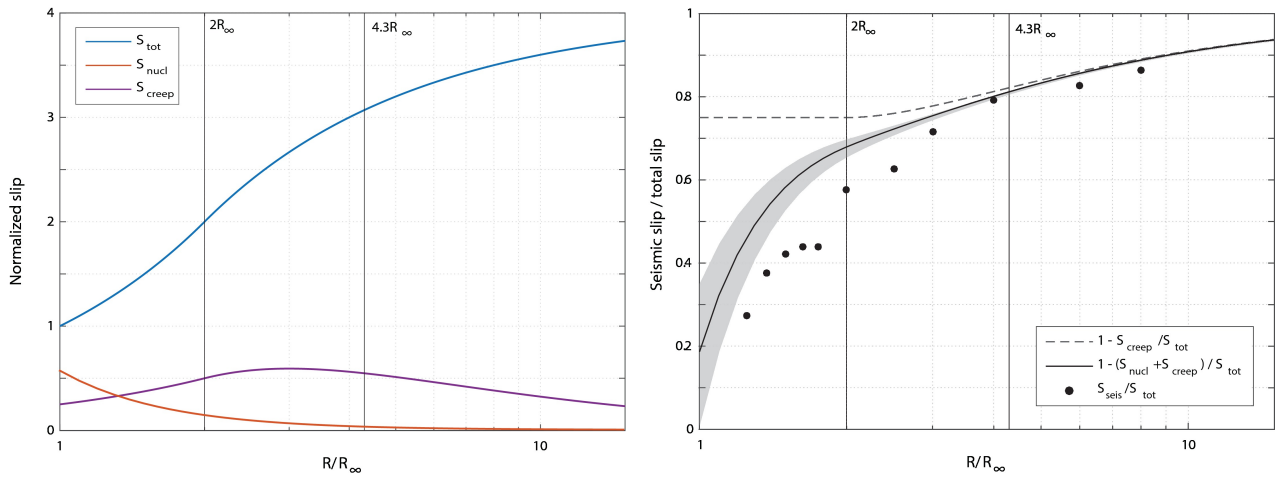 4
3
2
1
0
Normalized slip
S tot
S nucl
S creep
2R∞
4.3R ∞
1
10
R/R∞
1
0.8
0.6
0.4
0.2
0
Seismic slip / total slip
2R∞
4.3R ∞
1 - S creep /S tot
1 - (S nucl +S creep ) / S tot
S seis /S tot
1
10
R/R∞